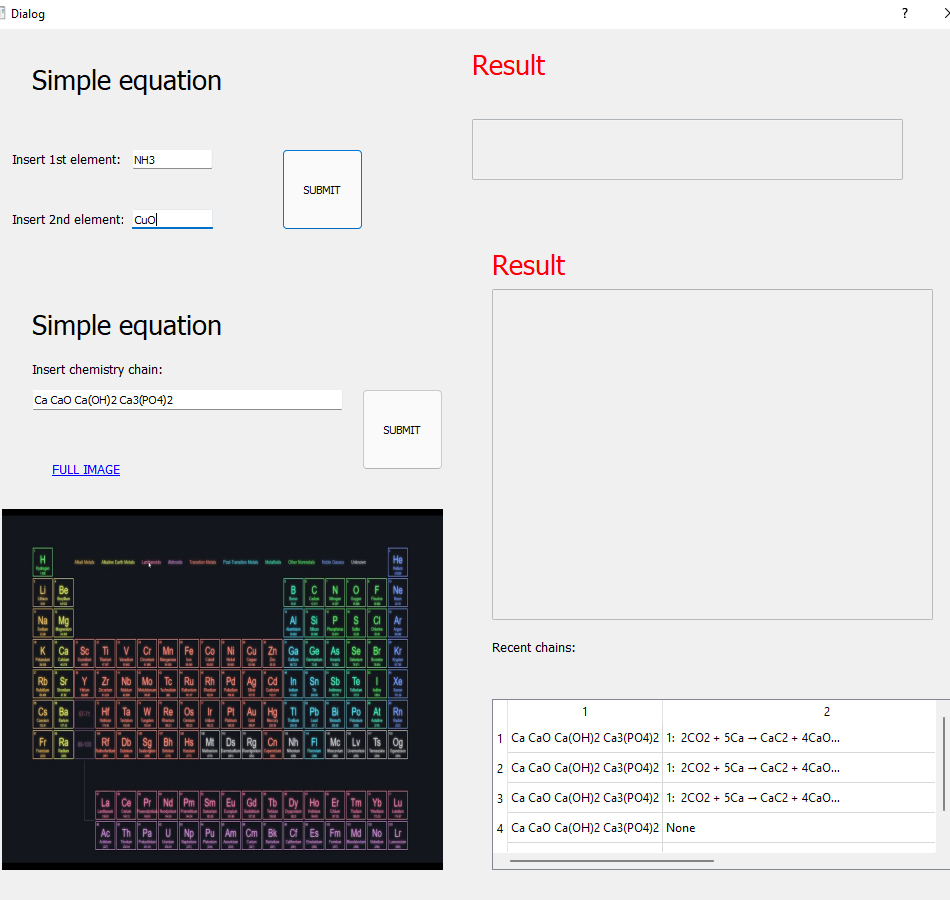 Dialog
?
Simple equation
Result
Insert 1st element:
NH3
SUBMIT
Insert 2nd element:
CuO
Result
Simple equation
Insert chemistry chain:
Ca CaO Ca(OH)2 Ca3(PO4)2
SUBMIT
FULL IMAGE
H He
Alkali Metals Alkaline Earth Metals Lanthanoids Actinoids Transition Metals Post-Transition Metals Metalloids Other Nonmetals Noble Gasses Unknown
Li Be B C N O F Ne
Na Mg Al Si P S Cl Ar
K Ca Sc Ti V Cr Mn Fe Co Ni Cu Zn Ga Ge As Se Br Kr
Rb Sr Y Zr Nb Mo Tc Ru Rh Pd Ag Cd In Sn Sb Te I Xe
Cs Ba 57-71 Hf Ta W Re Os Ir Pt Au Hg Tl Pb Bi Po At Rn
Fr Ra 89-103 Rf Db Sg Bh Hs Mt Ds Rg Cn Nh Fl Mc Lv Ts Og
La Ce Pr Nd Pm Sm Eu Gd Tb Dy Ho Er Tm Yb Lu
Ac Th Pa U Np Pu Am Cm Bk Cf Es Fm Md No Lr
Recent chains:
1 2
1 Ca CaO Ca(OH)2 Ca3(PO4)2 1: 2CO2 + 5Ca → CaC2 + 4CaO...
2 Ca CaO Ca(OH)2 Ca3(PO4)2 1: 2CO2 + 5Ca → CaC2 + 4CaO...
3 Ca CaO Ca(OH)2 Ca3(PO4)2 1: 2CO2 + 5Ca → CaC2 + 4CaO...
4 Ca CaO Ca(OH)2 Ca3(PO4)2 None